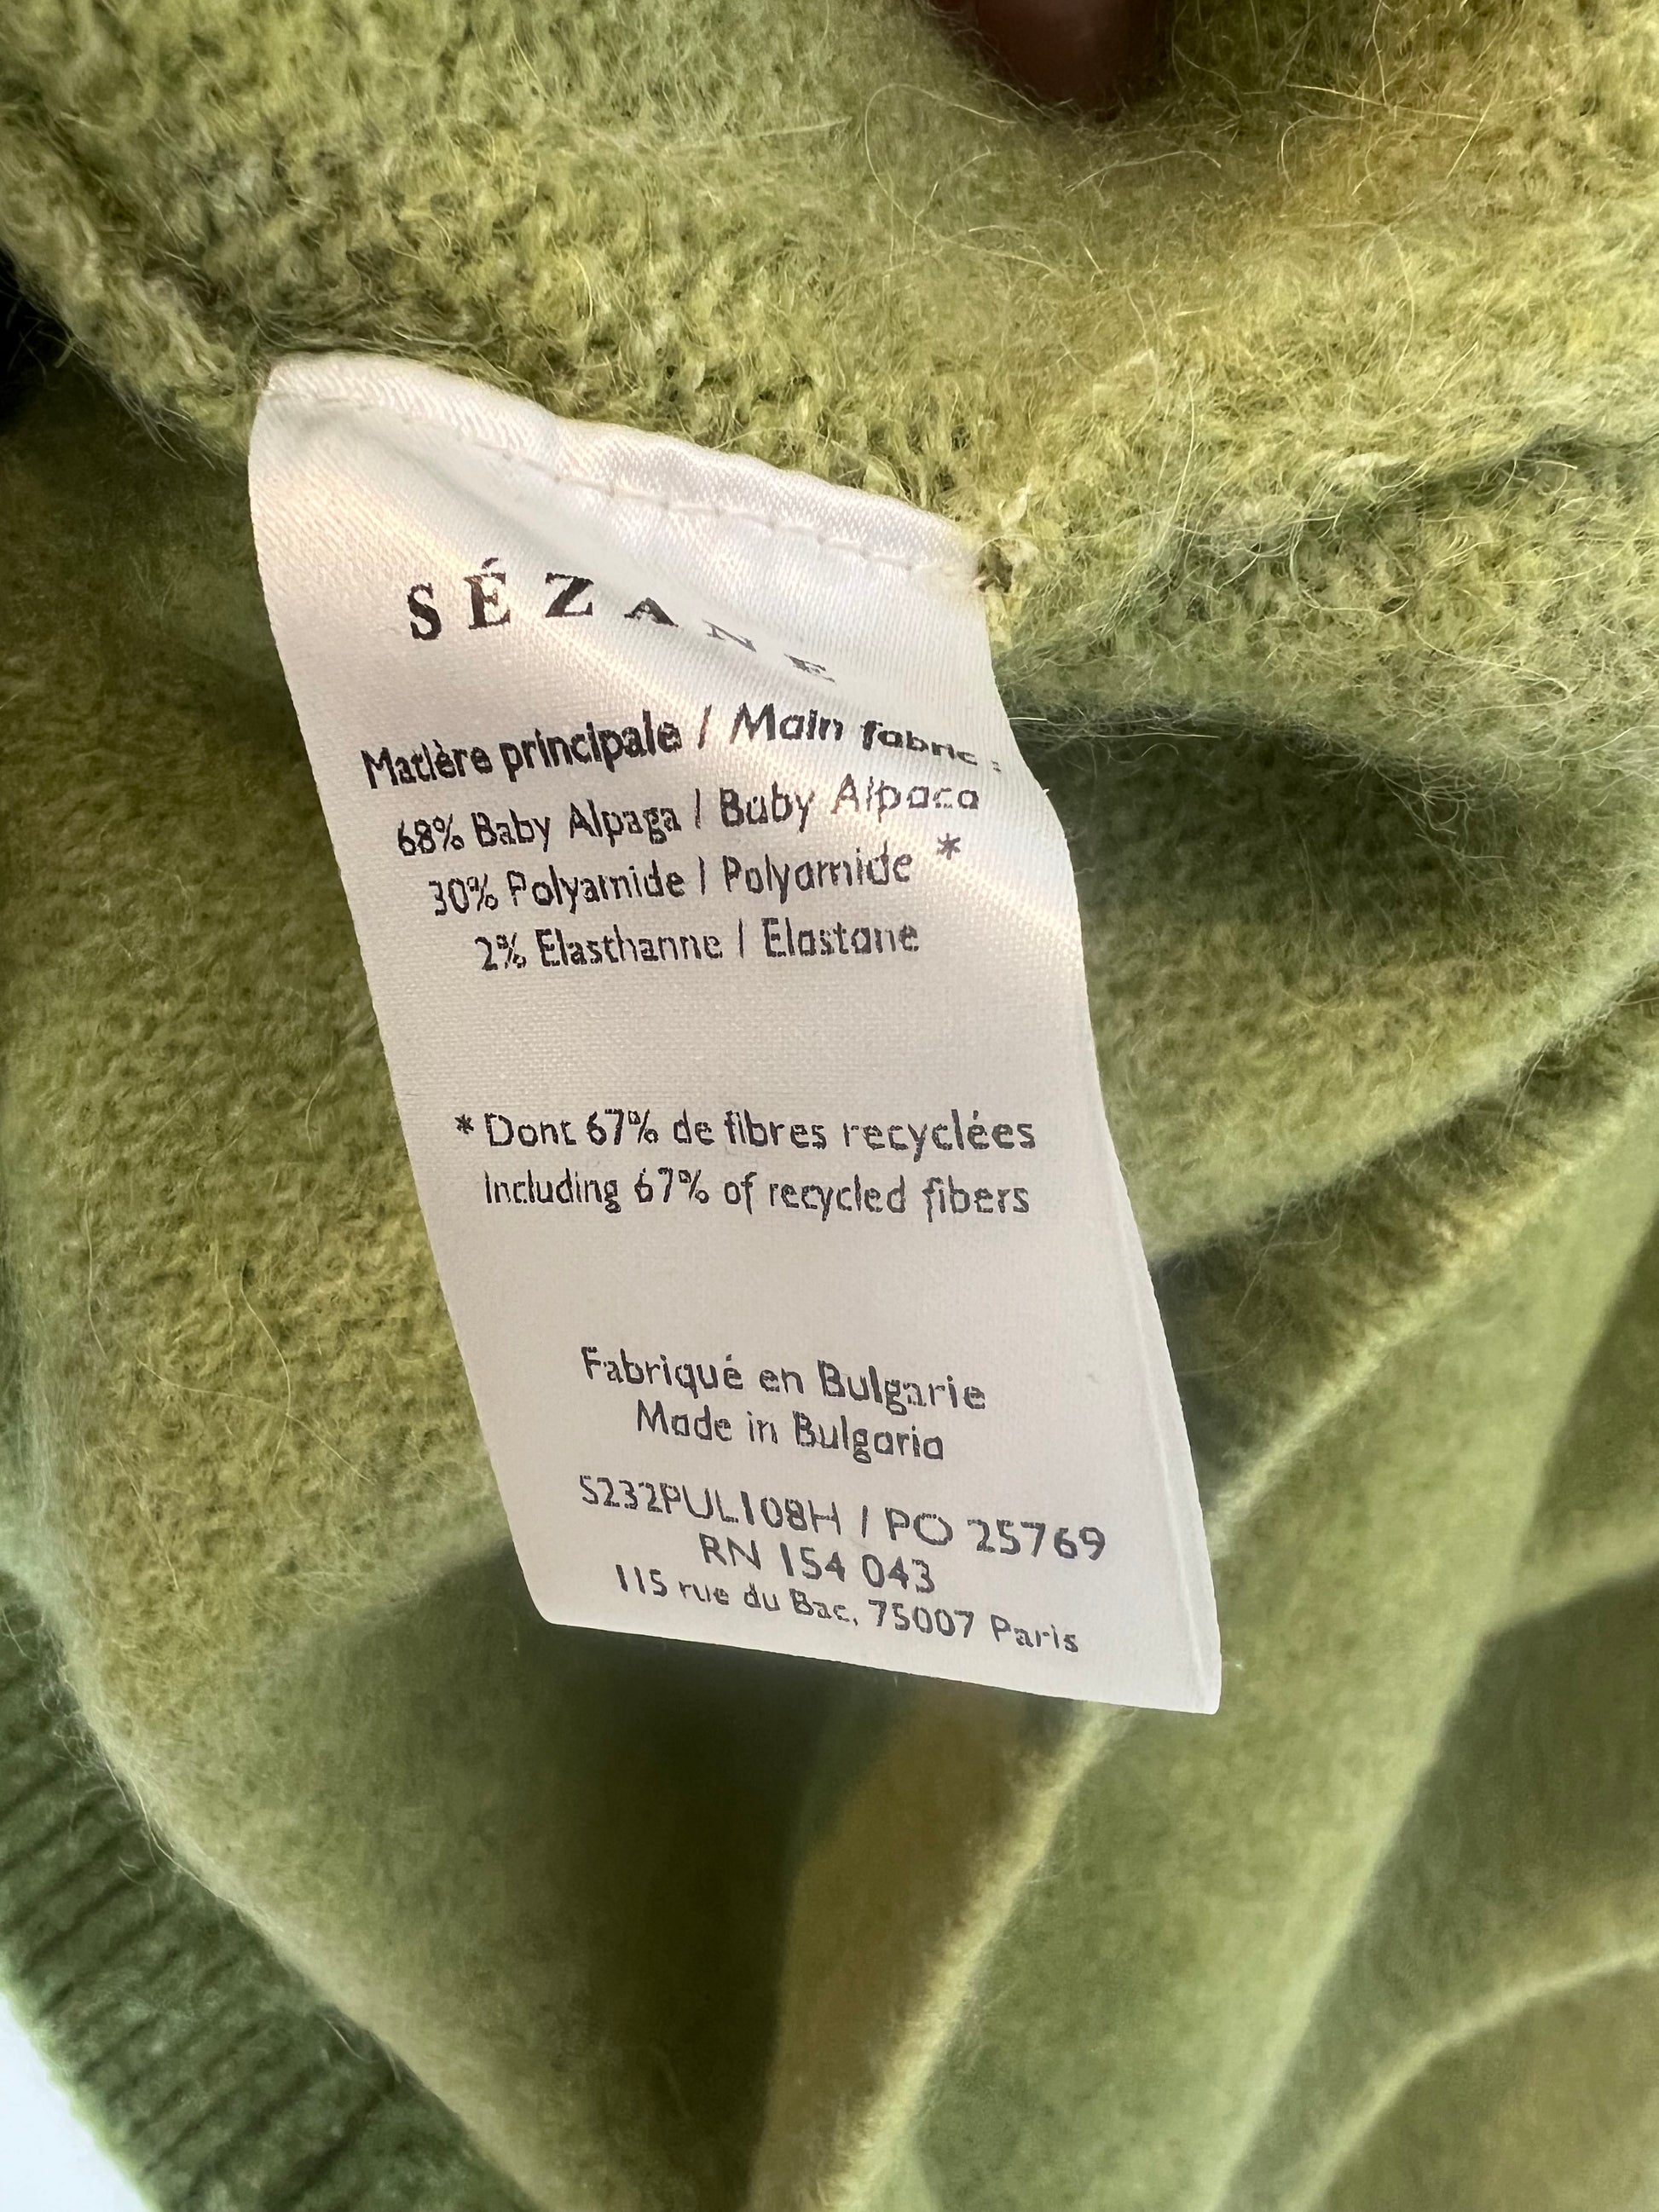 SÉZANE
Matière principale / Main fabric :
68% Baby Alpaga / Baby Alpaca
30% Polyamide / Polyamide *
2% Elasthanne / Elastane
* Dont 67% de fibres recyclées
Including 67% of recycled fibers
Fabriqué en Bulgarie
Made in Bulgaria
S232PUL108H / PO 25769
RN 154 043
115 rue du Bac, 75007 Paris